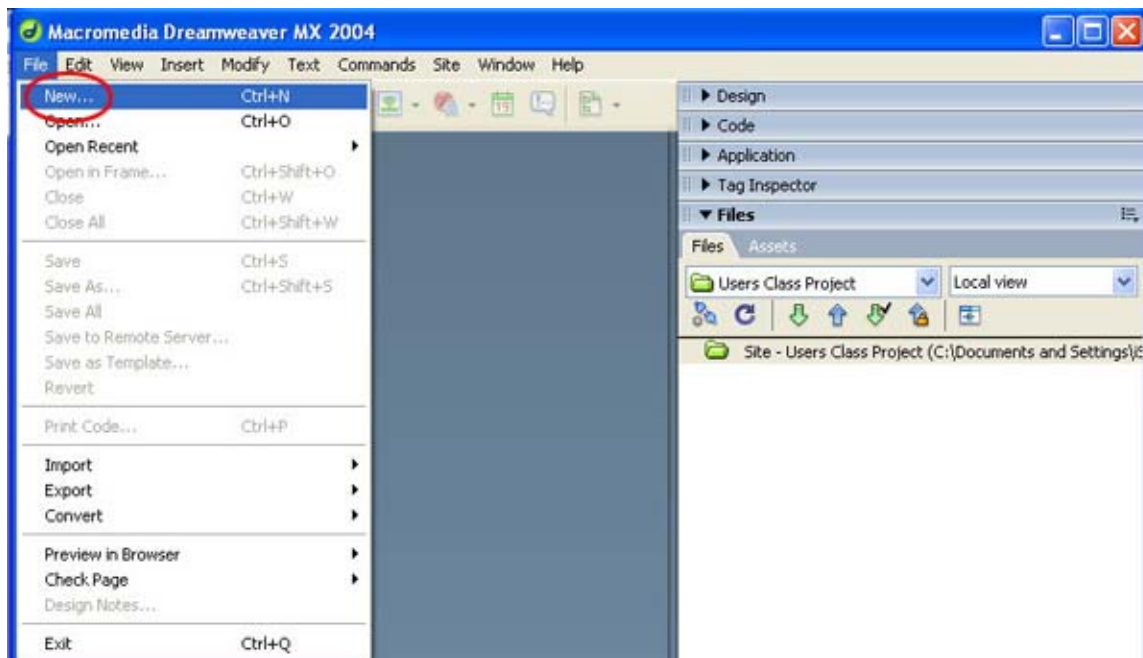 Macromedia Dreamweaver MX 2004
File Edit View Insert Modify Text Commands Site Window Help
New... Ctrl+N
Open... Ctrl+O
Open Recent
Open in Frame... Ctrl+Shift+O
Close Ctrl+W
Close All Ctrl+Shift+W
Save Ctrl+S
Save As... Ctrl+Shift+S
Save All
Save to Remote Server...
Save as Template...
Revert
Print Code... Ctrl+P
Import
Export
Convert
Preview in Browser
Check Page
Design Notes...
Exit Ctrl+Q
19
Design
Code
Application
Tag Inspector
Files
Files Assets
Users Class Project Local view
Site - Users Class Project (C:\Documents and Settings\